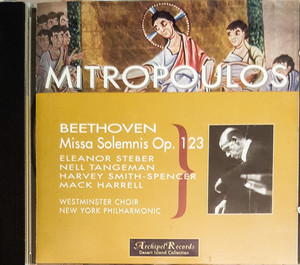 MITROPOULOS
BEETHOVEN
Missa Solemnis Op. 123
ELEANOR STEBER
NELL TANGEMAN
HARVEY SMITH-SPENCER
MACK HARRELL
WESTMINSTER CHOIR
NEW YORK PHILHARMONIC
Archipel Records
Desert Island Collection